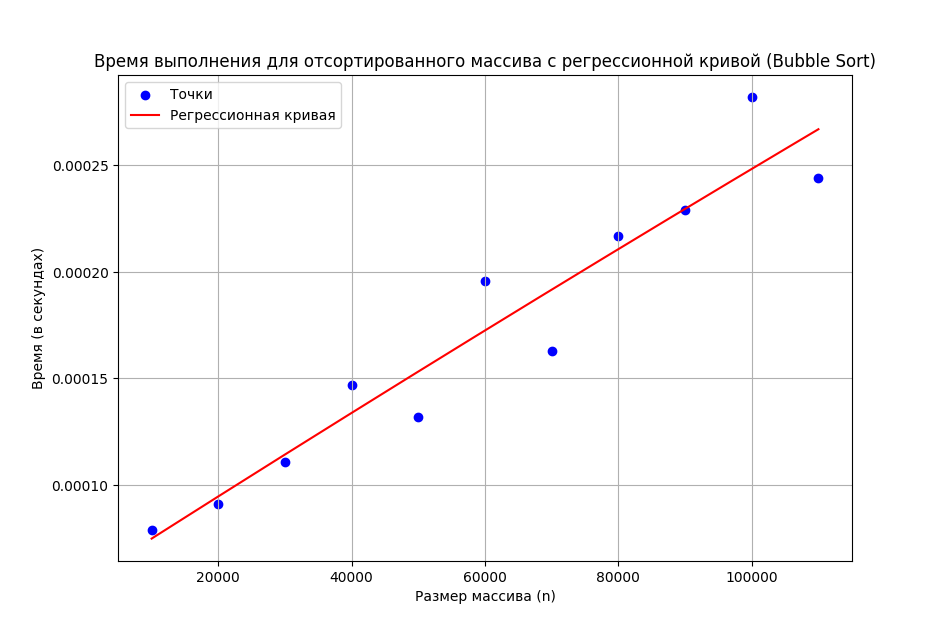 Время выполнения для отсортированного массива с регрессионной кривой (Bubble Sort)
Точки
Регрессионная кривая
0.00025
0.00020
0.00015
0.00010
Время (в секундах)
20000 40000 60000 80000 100000
Размер массива (n)